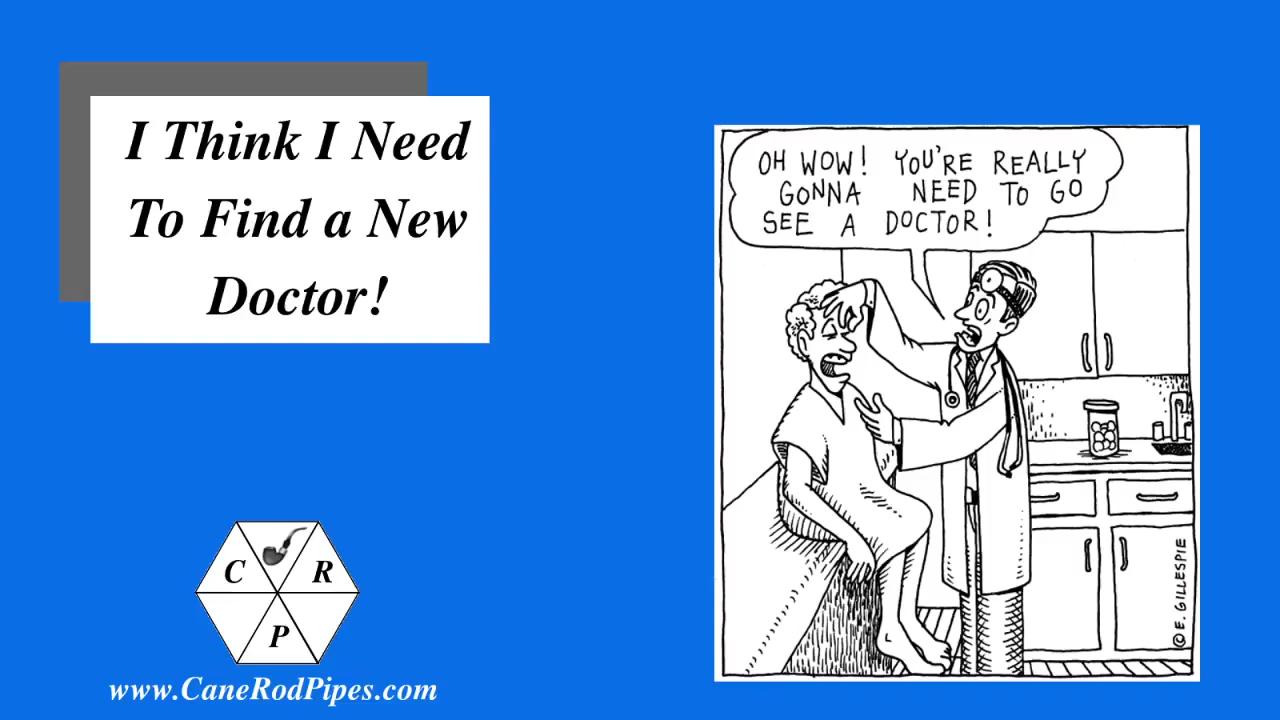 I Think I Need
To Find a New
Doctor!
OH WOW! YOU'RE REALLY
GONNA NEED TO GO
SEE A DOCTOR!
© E. GILLESPIE
C R
P
www.CaneRodPipes.com